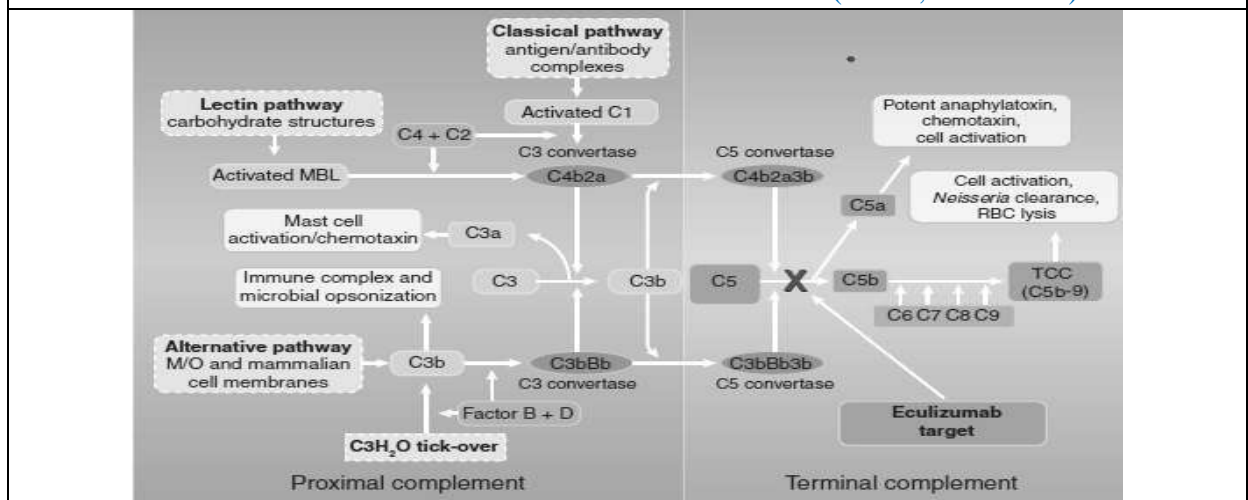 Classical pathway
antigen/antibody
complexes
Lectin pathway
carbohydrate structures
Activated C1
C4 + C2
C3 convertase
Activated MBL
C4b2a
C5 convertase
C4b2a3b
Potent anaphylatoxin,
chemotaxin,
cell activation
Cell activation,
Neisseria clearance,
RBC lysis
C5a
Mast cell
activation/chemotaxin
C3a
Immune complex and
microbial opsonization
C3
C3b
C5
X
C5b
TCC
(C5b-9)
C6 C7 C8 C9
Alternative pathway
M/O and mammalian
cell membranes
C3b
C3bBb
C3 convertase
C3bBb3b
C5 convertase
Factor B + D
C3H₂O tick-over
Eculizumab
target
Proximal complement
Terminal complement